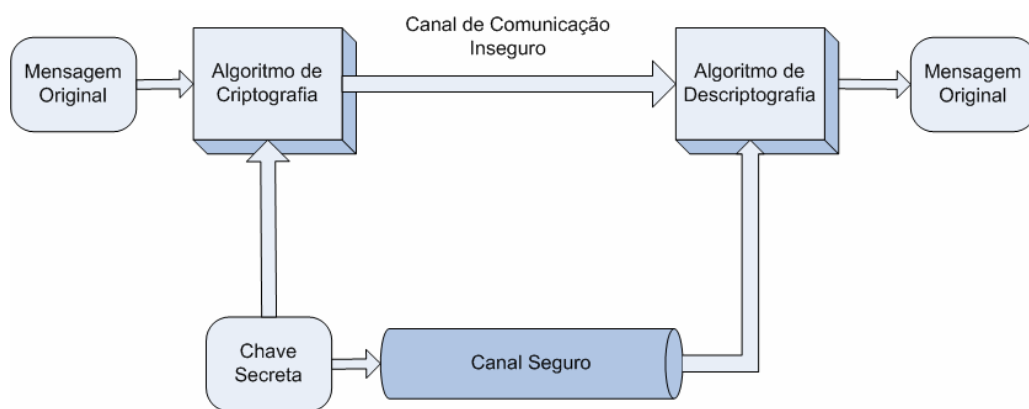 Canal de Comunicação
Inseguro
Mensagem
Original
Algoritmo de
Criptografia
Algoritmo de
Descriptografia
Mensagem
Original
Chave
Secreta
Canal Seguro